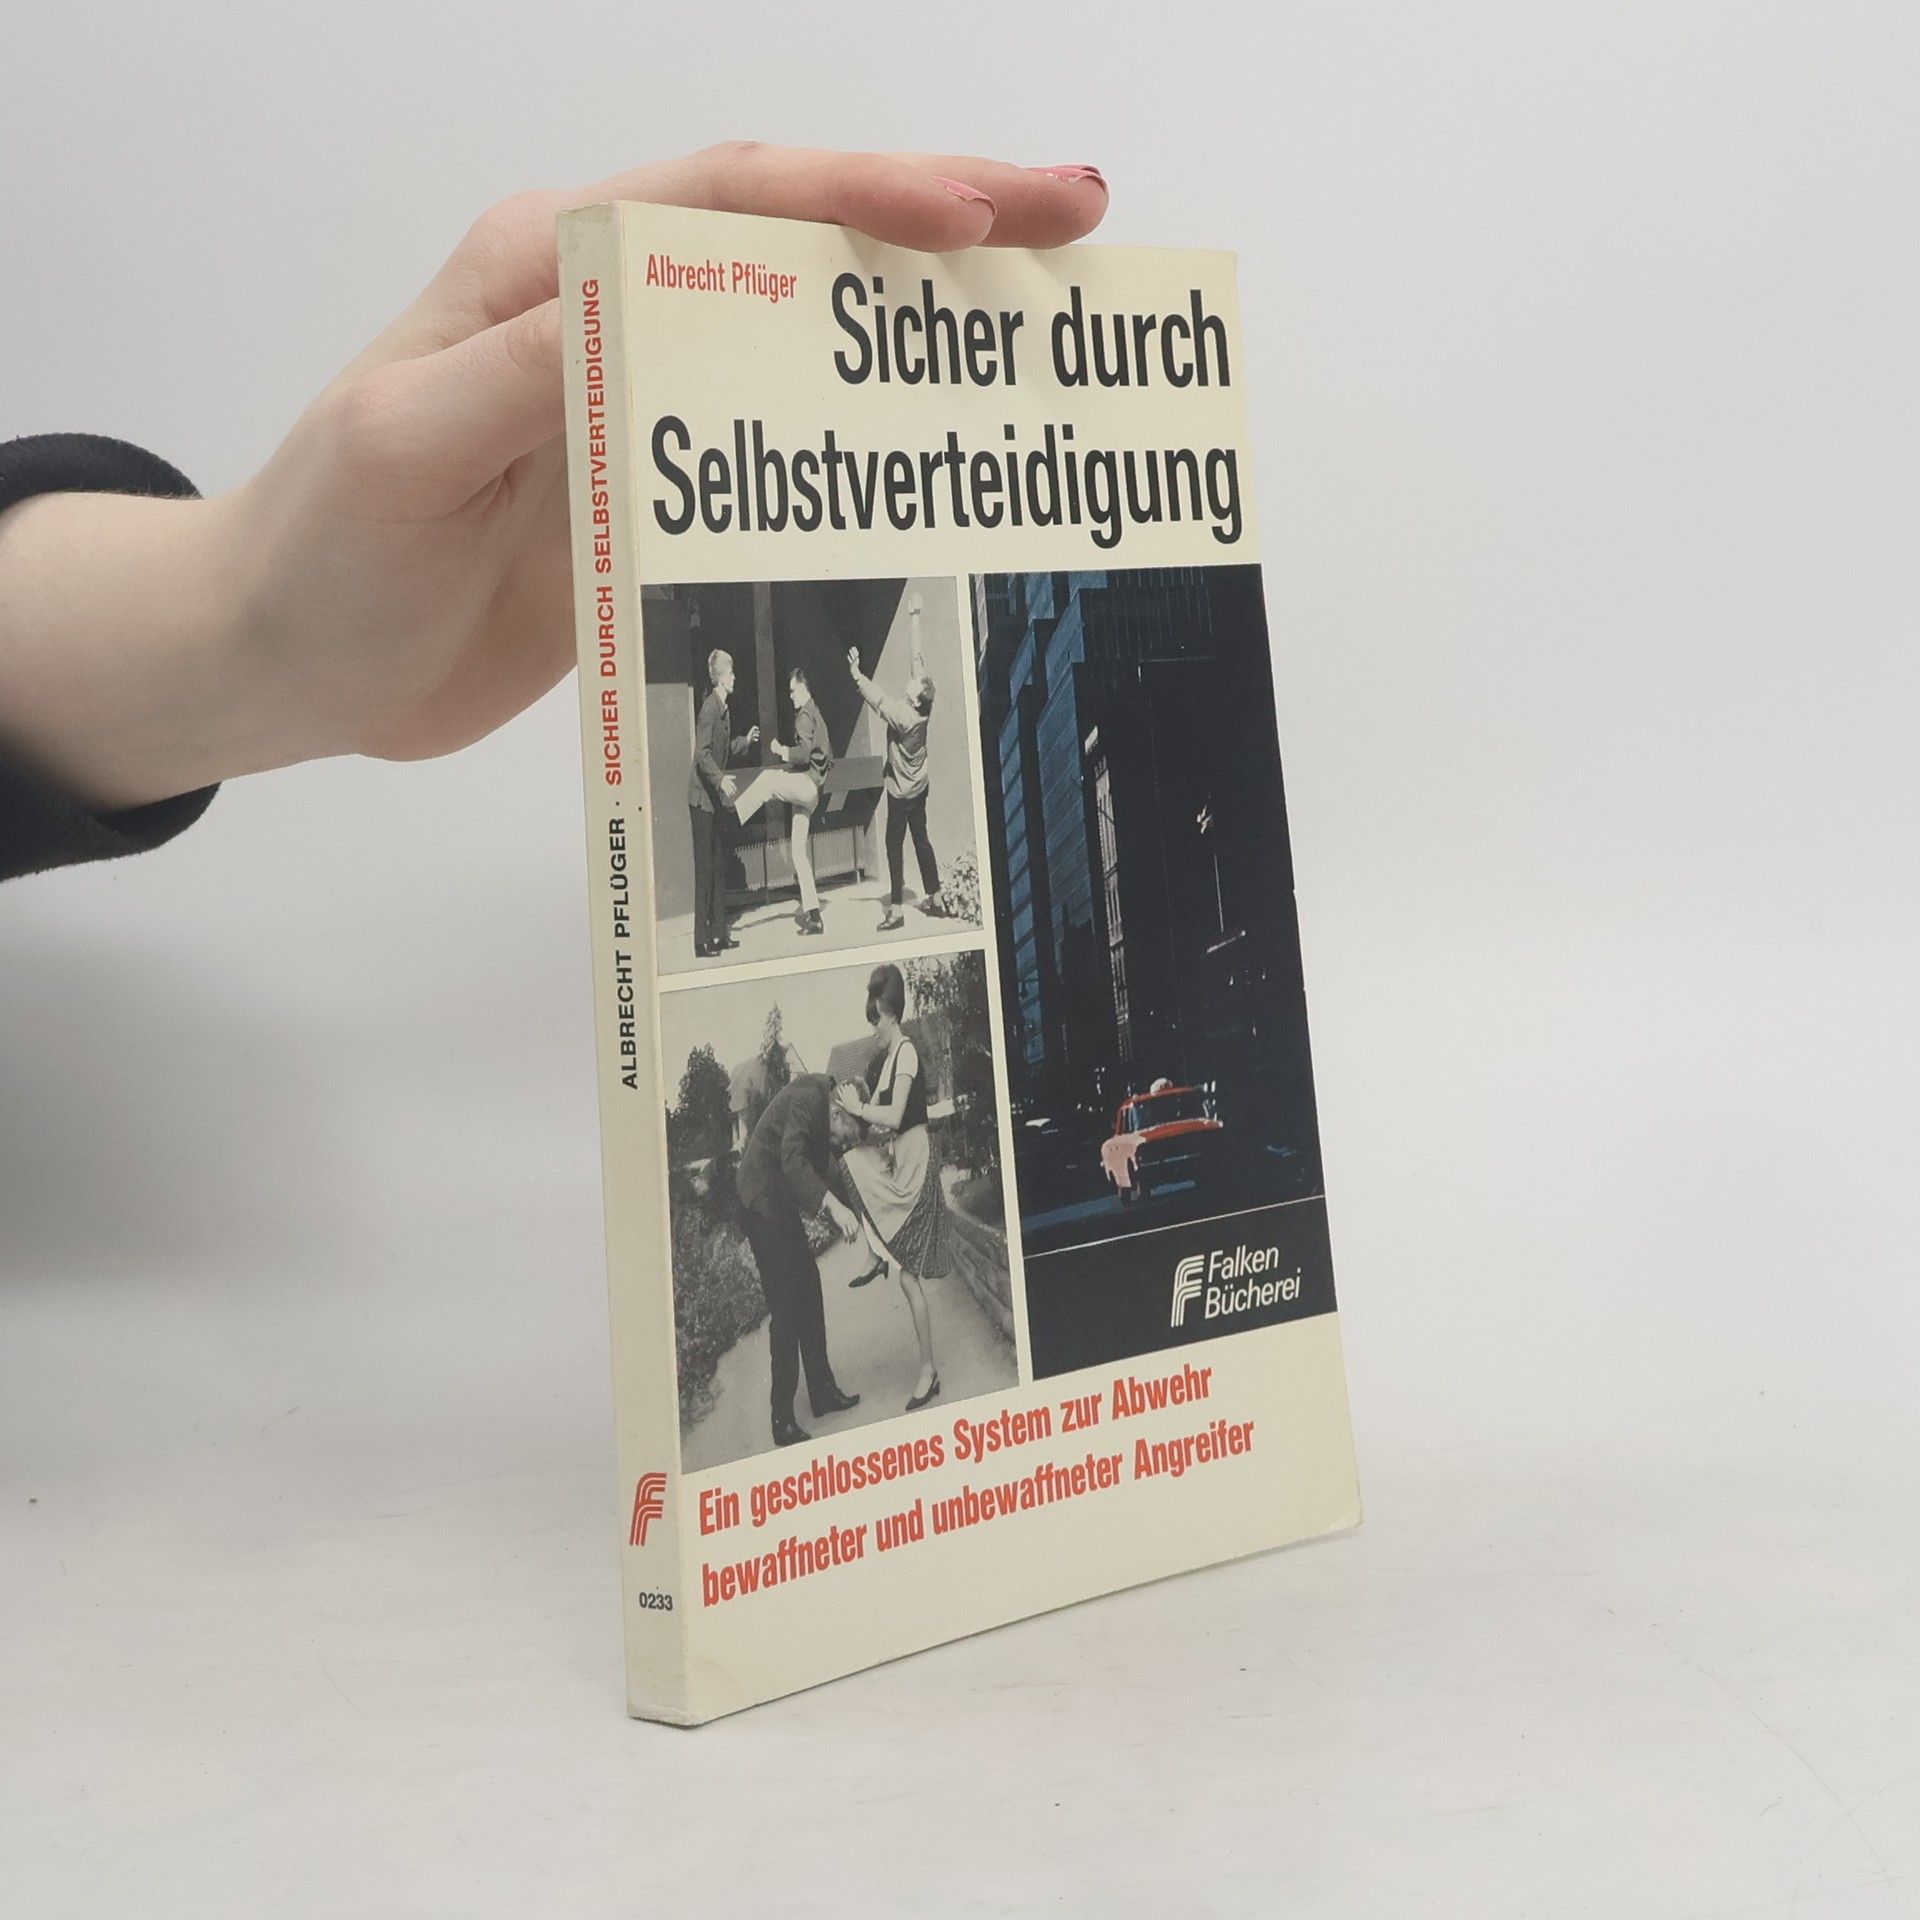 Albrecht Pflüger
Sicher durch
Selbstverteidigung
Falken
Bücherei
Ein geschlossenes System zur Abwehr
bewaffneter und unbewaffneter Angreifer
ALBRECHT PFLÜGER · SICHER DURCH SELBSTVERTEIDIGUNG
0233